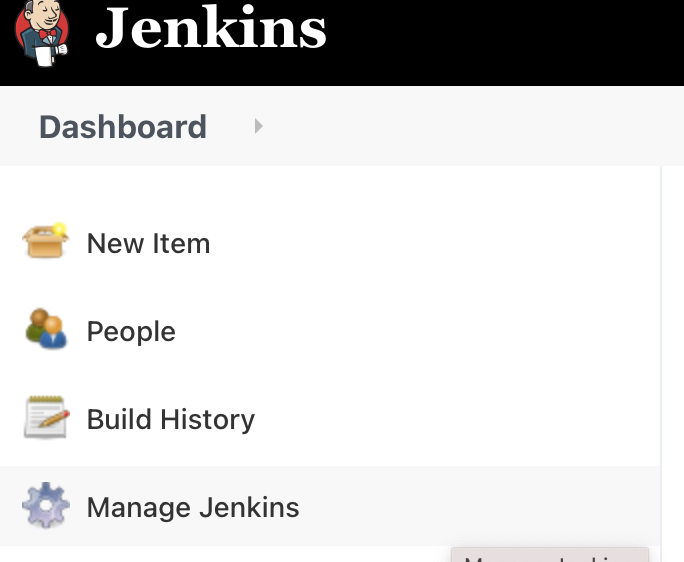 Jenkins
Dashboard
New Item
People
Build History
Manage Jenkins